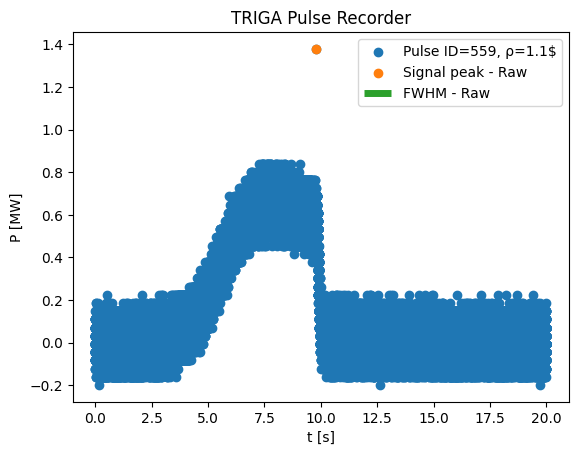 TRIGA Pulse Recorder
Pulse ID=559, ρ=1.1$
Signal peak - Raw
FWHM - Raw
P [MW]
1.4
1.2
1.0
0.8
0.6
0.4
0.2
0.0
−0.2
0.0 2.5 5.0 7.5 10.0 12.5 15.0 17.5 20.0
t [s]